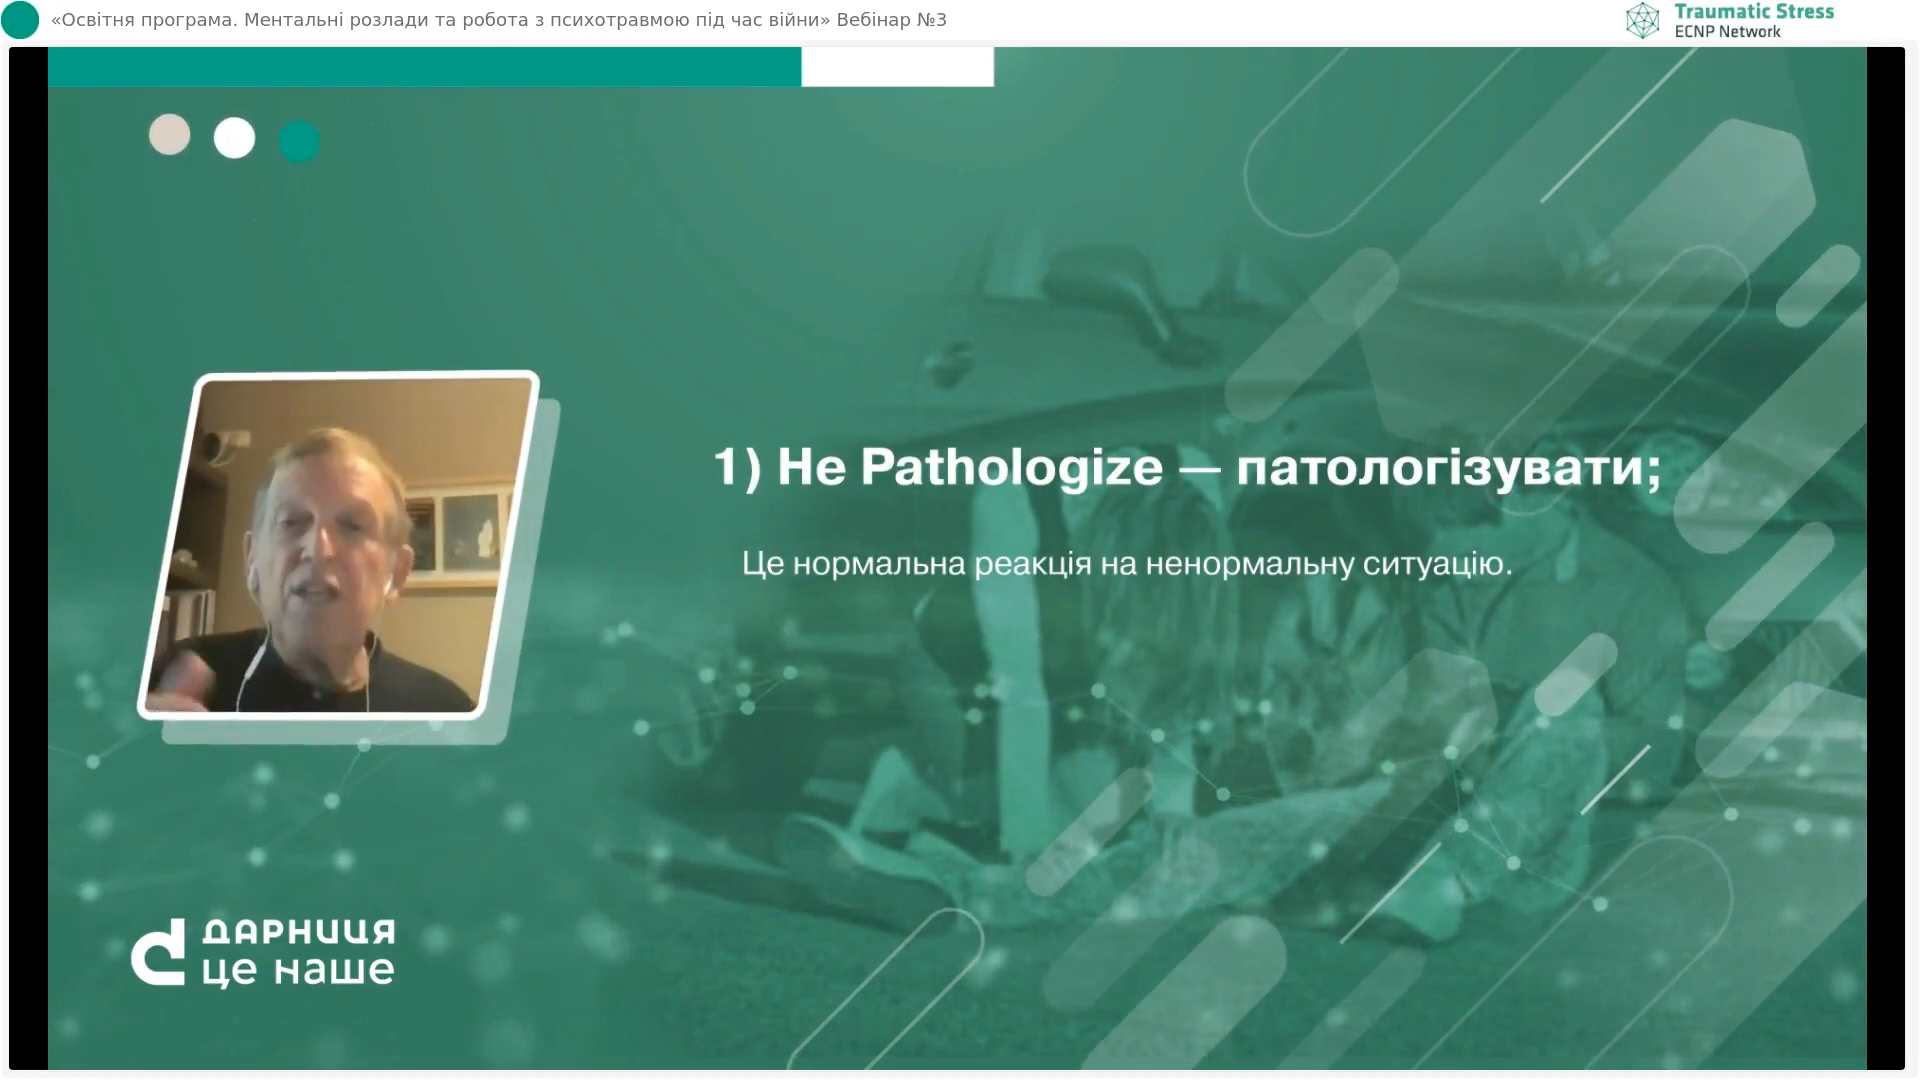 «Освітня програма. Ментальні розлади та робота з психотравмою під час війни» Вебінар №3
Traumatic Stress
ECNP Network
1) Не Pathologize — патологізувати;
Це нормальна реакція на ненормальну ситуацію.
ДАРНИЦЯ
це наше